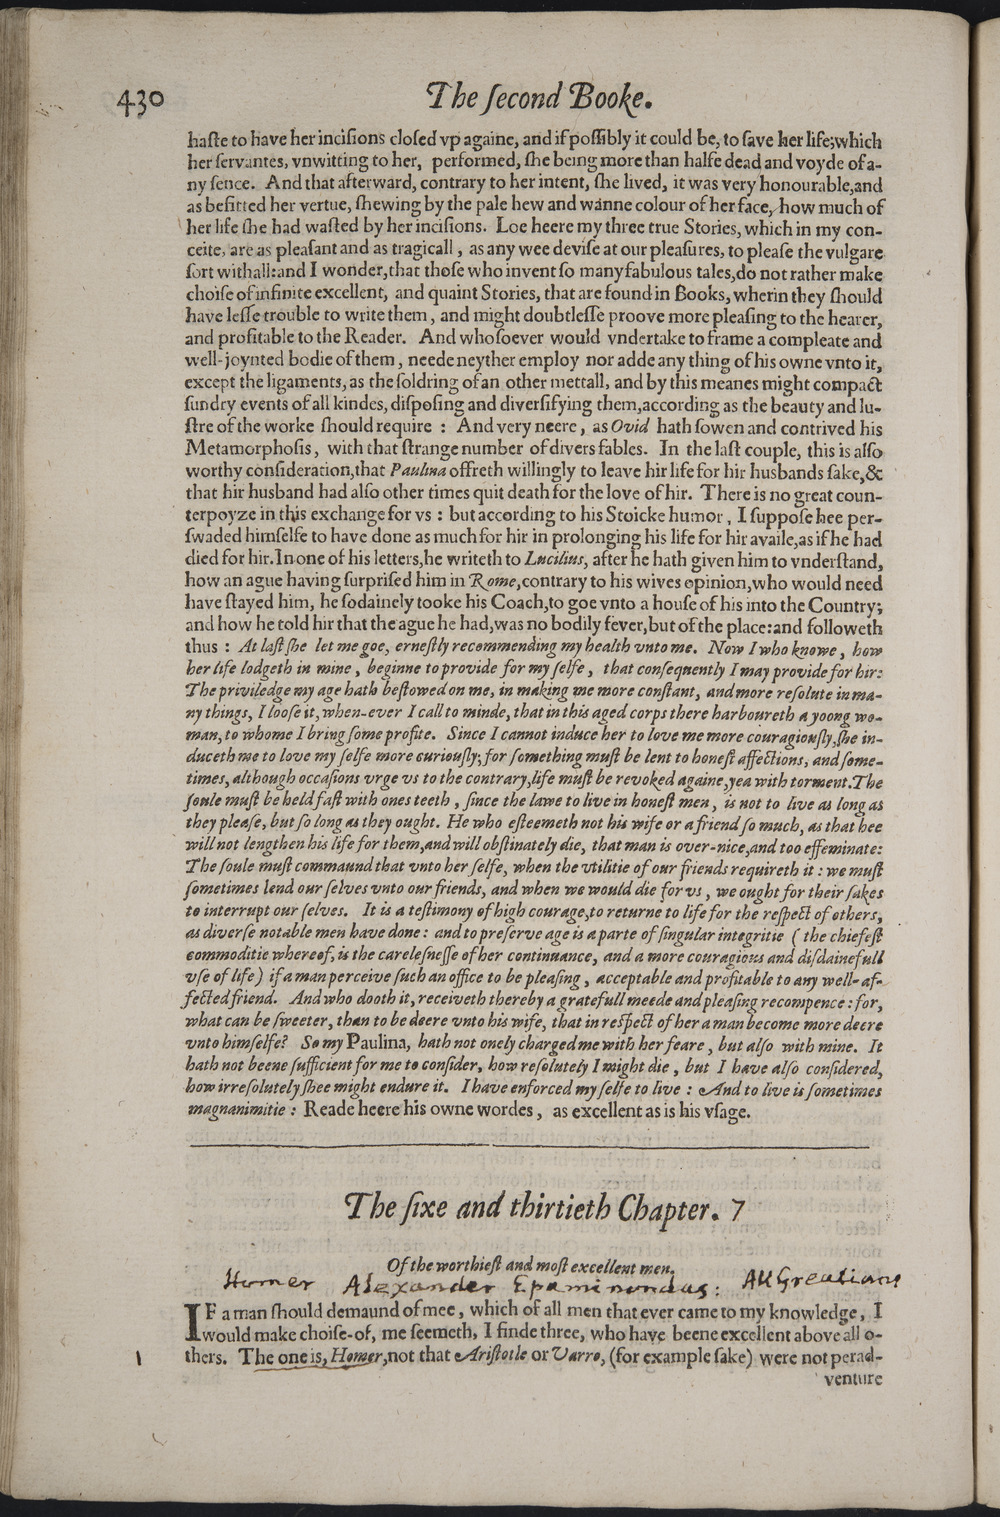 430
The ſecond Booke.
haſte to have her inciſions cloſed vp againe, and if poſſibly it could be, to ſave her life; which
her ſervantes, vnwitting to her, performed, ſhe being more than halfe dead and voyde of a-
ny ſence. And that afterward, contrary to her intent, ſhe lived, it was very honourable, and
as befitted her vertue, ſhewing by the pale hew and wanne colour of her face, how much of
her life ſhe had waſted by her inciſions. Loe heere my three true Stories, which in my con-
ceite, are as pleaſant and as tragicall, as any wee deviſe at our pleaſures, to pleaſe the vulgare
ſort withall: and I wonder, that thoſe who invent ſo many fabulous tales, do not rather make
choiſe of infinite excellent, and quaint Stories, that are found in Books, wherin they ſhould
have leſſe trouble to write them, and might doubtleſſe proove more pleaſing to the hearer,
and profitable to the Reader. And whoſoever would vndertake to frame a compleate and
well-joynted bodie of them, neede neyther employ nor adde any thing of his owne vnto it,
except the ligaments, as the ſoldring of an other mettall, and by this meanes might compact
ſundry events of all kindes, diſpoſing and diverſifying them, according as the beauty and lu-
ſtre of the worke ſhould require : And very neere, as Ovid hath ſowen and contrived his
Metamorphoſis, with that ſtrange number of divers fables. In the laſt couple, this is alſo
worthy conſideration, that Paulina offreth willingly to leave hir life for hir husbands ſake, &
that hir husband had alſo other times quit death for the love of hir. There is no great coun-
terpoyze in this exchange for vs : but according to his Stoicke humor, I ſuppoſe hee per-
ſwaded himſelfe to have done as much for hir in prolonging his life for hir availe, as if he had
died for hir. In one of his letters, he writeth to Lucilius, after he hath given him to vnderſtand,
how an ague having ſurpriſed him in Rome, contrary to his wives opinion, who would need
have ſtayed him, he ſodainely tooke his Coach, to goe vnto a houſe of his into the Country;
and how he told hir that the ague he had, was no bodily fever, but of the place: and followeth
thus : At laſt ſhe let me goe, erneſtly recommending my health vnto me. Now I who knowe, how
her life lodgeth in mine, beginne to provide for my ſelfe, that conſequently I may provide for hir:
The priviledge my age hath beſtowed on me, in making me more conſtant, and more reſolute in ma-
ny things, I looſe it, when-ever I call to minde, that in this aged corps there harboureth a yoong wo-
man, to whome I bring ſome profite. Since I cannot induce her to love me more couragiouſly, ſhe in-
duceth me to love my ſelfe more curiouſly; for ſomething muſt be lent to honeſt affections, and ſome-
times, although occaſions vrge vs to the contrary, life muſt be revoked againe, yea with torment. The
ſoule muſt be held faſt with ones teeth, ſince the lawe to live in honeſt men, is not to live as long as
they pleaſe, but ſo long as they ought. He who eſteemeth not his wife or a friend ſo much, as that hee
will not lengthen his life for them, and will obſtinately die, that man is over-nice, and too effeminate:
The ſoule muſt commaund that vnto her ſelfe, when the vtilitie of our friends requireth it : we muſt
ſometimes lend our ſelves vnto our friends, and when we would die for vs, we ought for their ſakes
to interrupt our ſelves. It is a teſtimony of high courage, to returne to life for the reſpect of others,
as diverſe notable men have done : and to preſerve age is a parte of ſingular integritie ( the chiefeſt
commoditie whereof, is the careleſneſſe of her continuance, and a more couragious and diſdainefull
vſe of life) if a man perceive ſuch an office to be pleaſing, acceptable and profitable to any well-af-
fected friend. And who dooth it, receiveth thereby a gratefull meede and pleaſing recompence : for,
what can be ſweeter, than to be deere vnto his wife, that in reſpect of her a man become more deere
vnto himſelfe? So my Paulina, hath not onely charged me with her feare, but alſo with mine. It
hath not beene ſufficient for me to conſider, how reſolutely I might die, but I have alſo conſidered,
how irreſolutely ſhee might endure it. I have enforced my ſelfe to live : And to live is ſometimes
magnanimitie : Reade heere his owne wordes, as excellent as is his vſage.
The ſixe and thirtieth Chapter. 7
Of the worthieſt and moſt excellent men.
Homer Alexander Epaminondas: All Greatians
IF a man ſhould demaund of mee, which of all men that ever came to my knowledge, I
would make choiſe-of, me ſeemeth, I finde three, who have beene excellent above all o-
1 thers. The one is, Homer, not that Ariſtotle or Varro, (for example ſake) were not perad-
venture